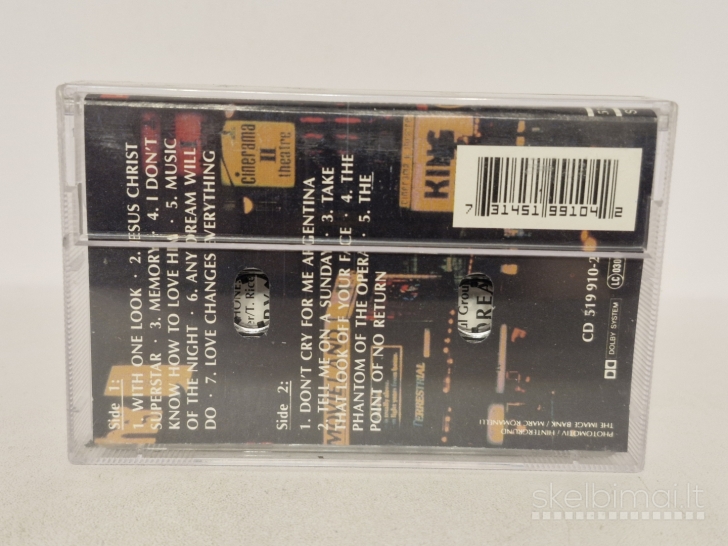 Side 1:
1. WITH ONE LOOK · 2. JESUS CHRIST
SUPERSTAR · 3. MEMORY · 4. I DON'T
KNOW HOW TO LOVE HIM · 5. MUSIC
OF THE NIGHT · 6. ANY DREAM WILL
DO · 7. LOVE CHANGES EVERYTHING
Side 2:
1. DON'T CRY FOR ME ARGENTINA
2. TELL ME ON A SUNDAY · 3. TAKE
THAT LOOK OFF YOUR FACE · 4. THE
PHANTOM OF THE OPERA · 5. THE
POINT OF NO RETURN
cinerama
II
theatre
KING
7 31451 99104 2
CD 519 910-2
LC 030
DOLBY SYSTEM
PHOTOMOTIV / HINTERGRUND
THE IMAGE BANK / MARC ROMANELLI
TERRESTRIAL
skelbimai.lt